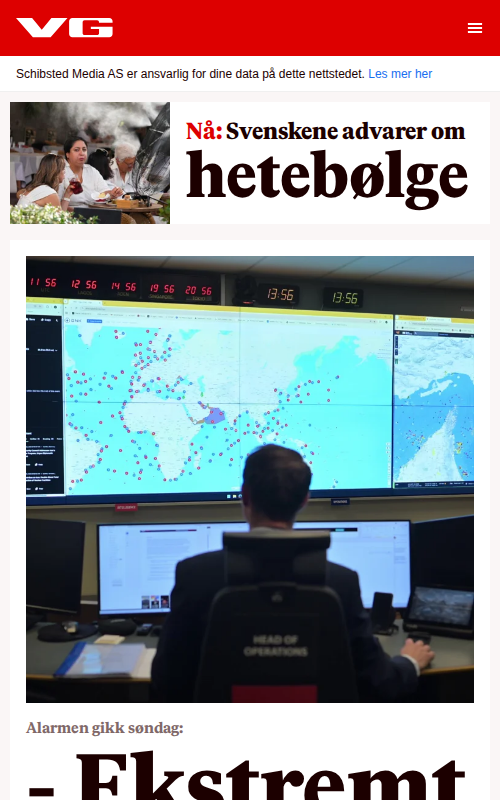 VG
Schibsted Media AS er ansvarlig for dine data på dette nettstedet. Les mer her
Nå: Svenskene advarer om
hetebølge
11 56 12 56 14 56 19 56 20 56
13:56 13:56
HEAD OF
OPERATIONS
Alarmen gikk søndag:
- Ekstremt